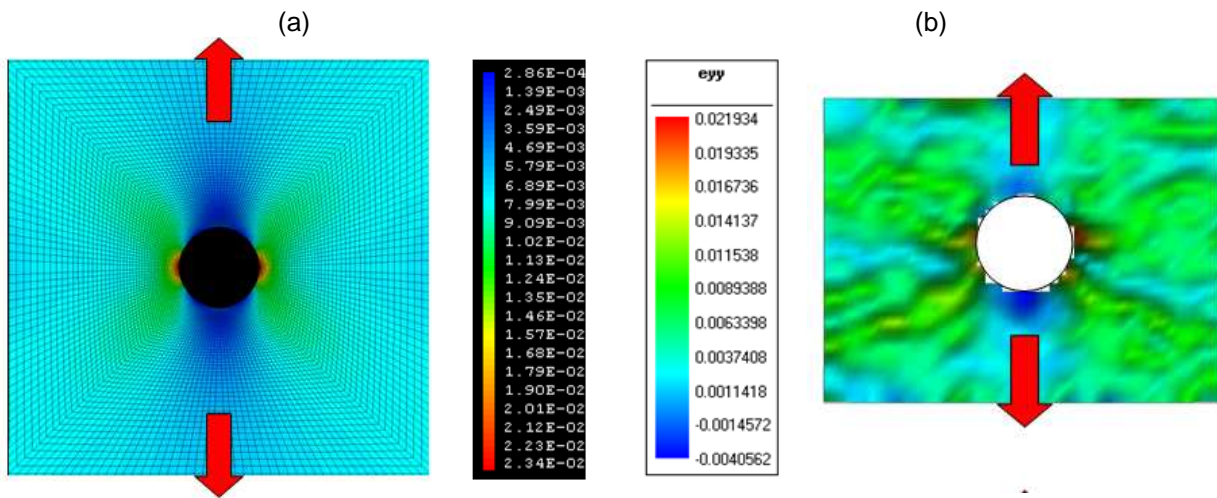 (a)
(b)
2.86E-04
1.39E-03
2.49E-03
3.59E-03
4.69E-03
5.79E-03
6.89E-03
7.99E-03
9.09E-03
1.02E-02
1.13E-02
1.24E-02
1.35E-02
1.46E-02
1.57E-02
1.68E-02
1.79E-02
1.90E-02
2.01E-02
2.12E-02
2.23E-02
2.34E-02
eyy
0.021934
0.019335
0.016736
0.014137
0.011538
0.0089388
0.0063398
0.0037408
0.0011418
-0.0014572
-0.0040562